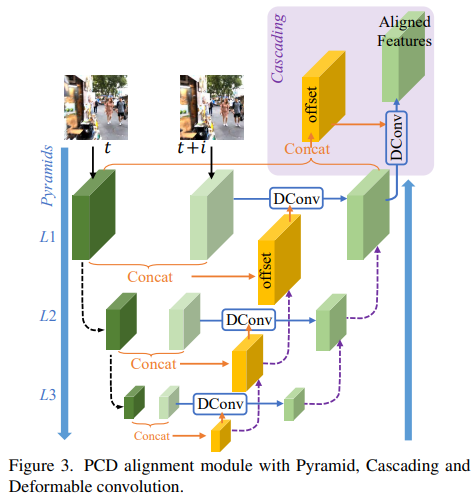 Cascading
Aligned
Features
offset
DConv
Concat
t
t+i
Pyramids
L1
DConv
Concat
offset
L2
DConv
Concat
L3
DConv
Concat
Figure 3. PCD alignment module with Pyramid, Cascading and
Deformable convolution.